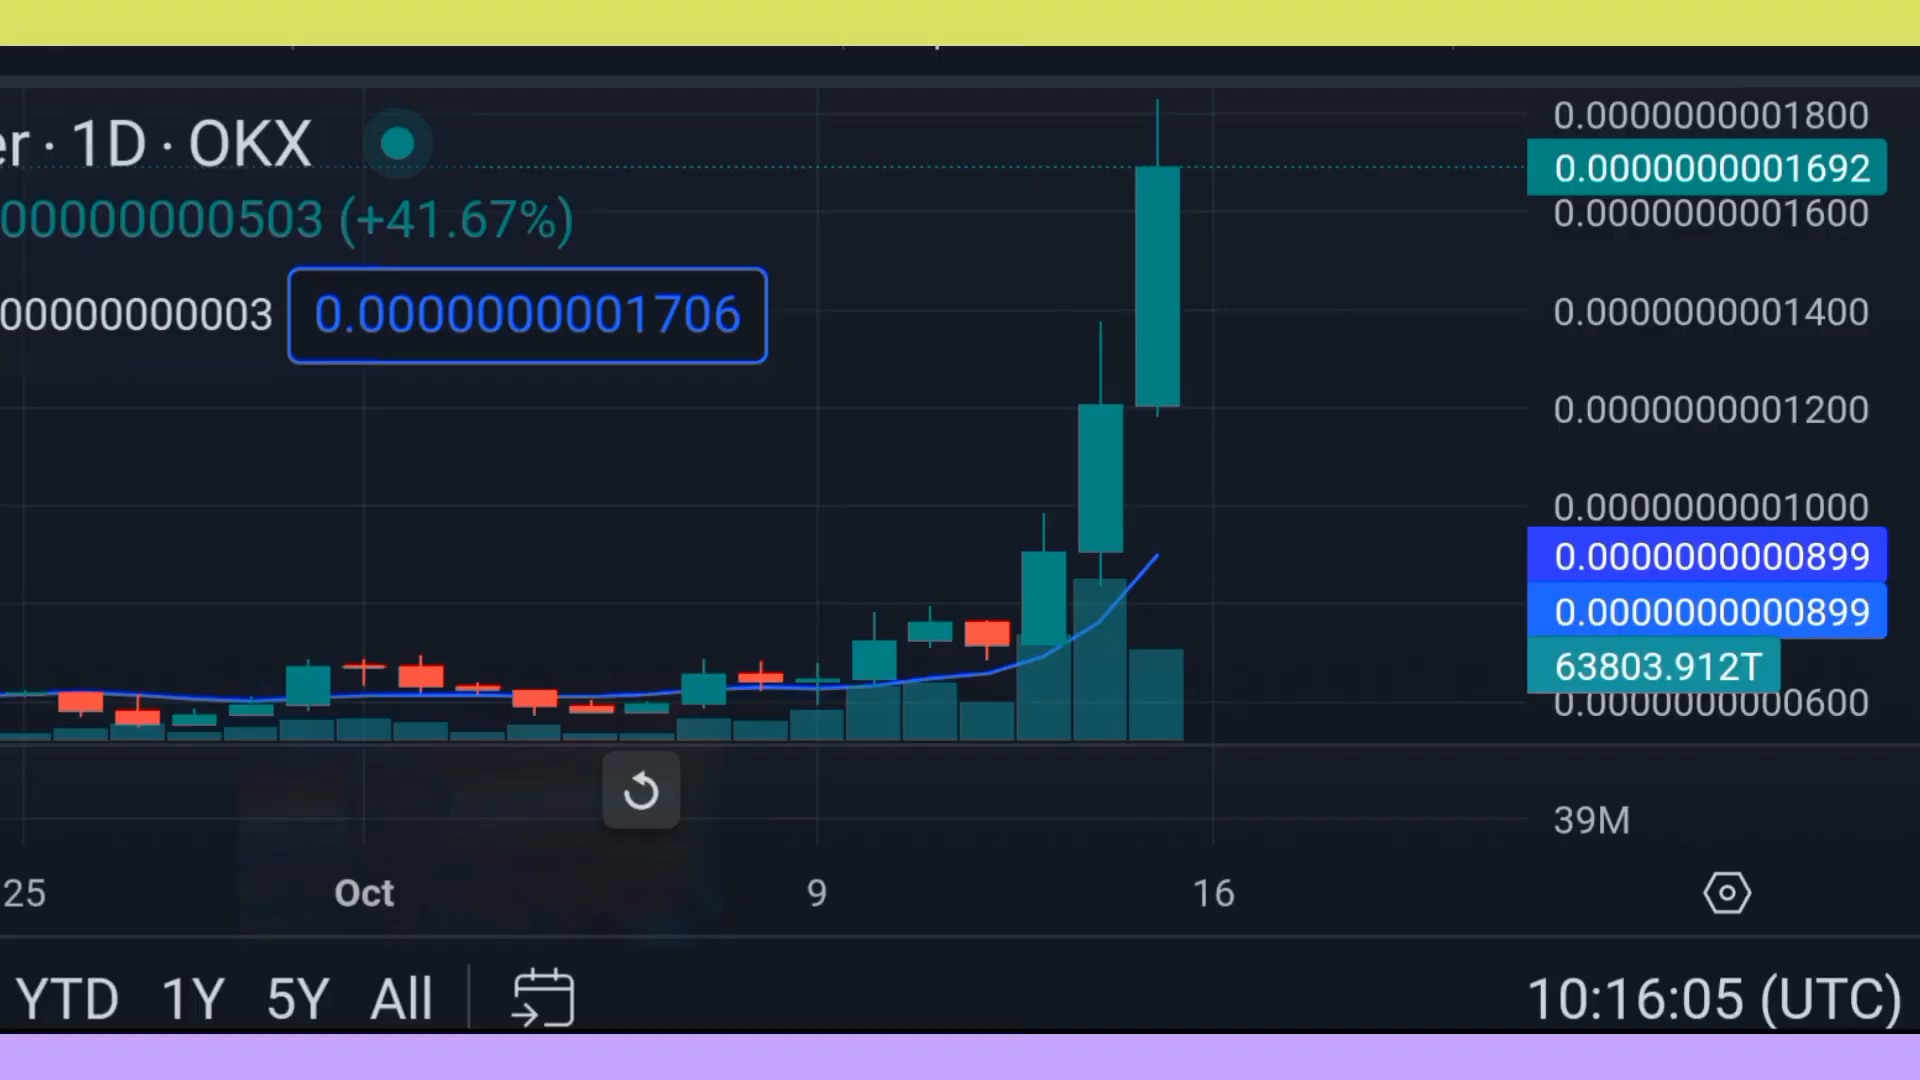 er · 1D · OKX
00000000000503 (+41.67%)
00000000000003 0.0000000001706
0.0000000001800
0.0000000001692
0.0000000001600
0.0000000001400
0.0000000001200
0.0000000001000
0.0000000000899
0.0000000000899
63803.912T
0.0000000000600
39M
25 Oct 9 16
YTD 1Y 5Y All 10:16:05 (UTC)